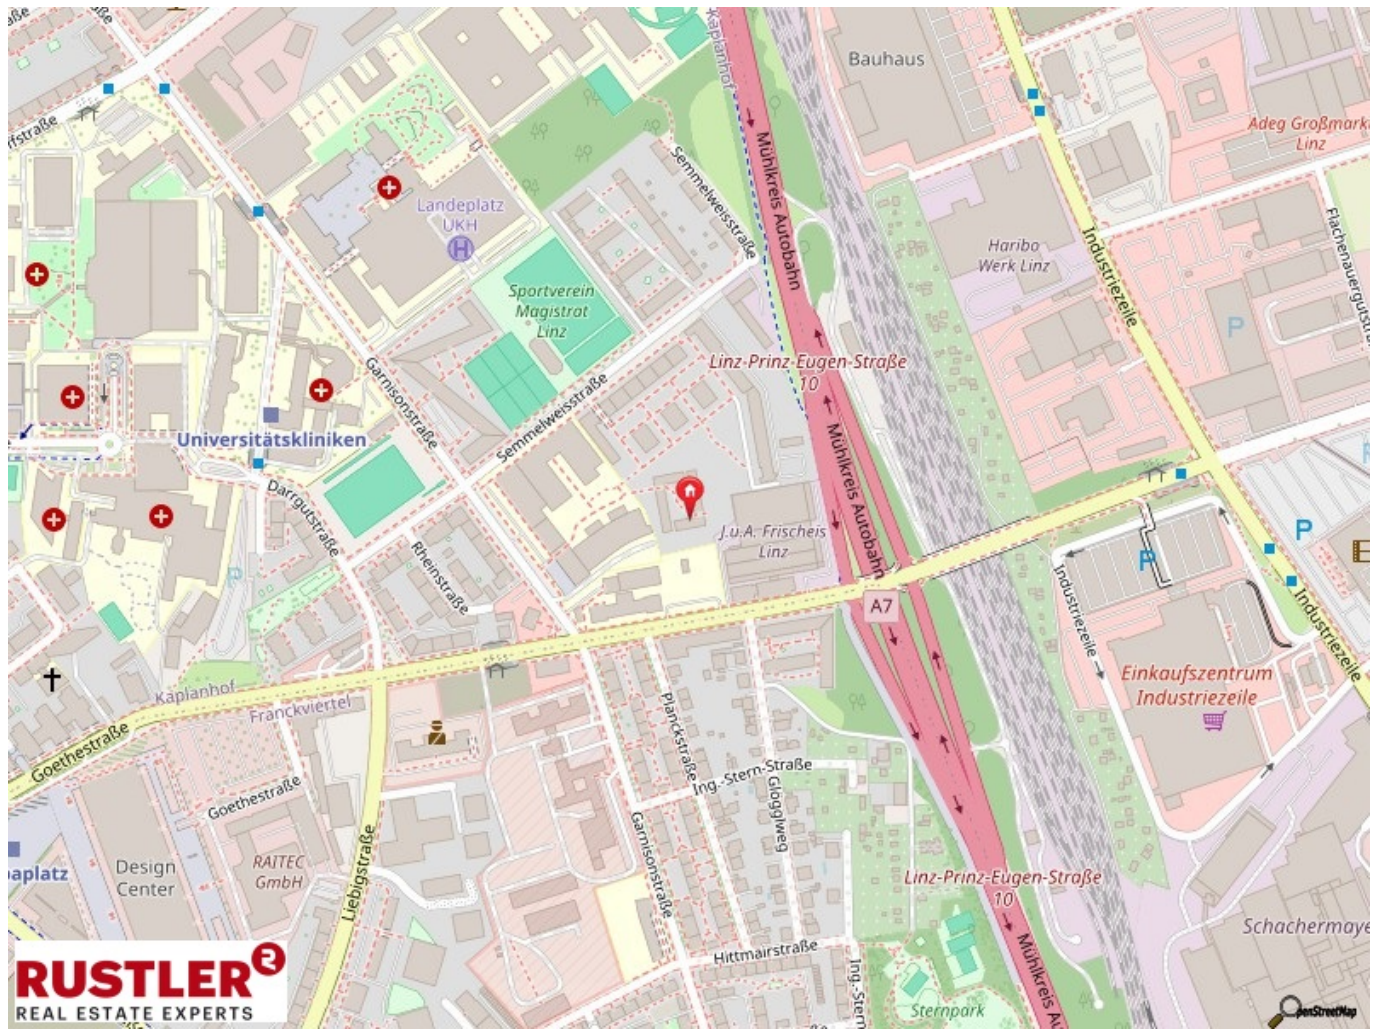 Kaplanhof
Bauhaus
Adeg Großmarkt
Linz
Semmelweisstraße
Mühlkreis Autobahn
Landeplatz
UKH
H
Industriezeile
Haribo
Werk Linz
Sportverein
Magistrat
Linz
P
Linz-Prinz-Eugen-Straße
10
Garnisonstraße
Semmelweisstraße
Universitätskliniken
Mühlkreis Autobahn
Darrgutstraße
J.u.A. Frischeis
Linz
P
P
P
Rheinstraße
Industriezeile
Industriezeile
A7
Einkaufszentrum
Industriezeile
Kaplanhof
Franckviertel
Goethestraße
Planckstraße
Ing.-Stern-Straße
Glögglweg
Goethestraße
Garnisonstraße
Liebigstraße
Design
Center
RAITEC
GmbH
aplatz
Linz-Prinz-Eugen-Straße
10
Schachermaye
Mühlkreis Au
Hittmairstraße
Ing.-Stern
Sternpark
RUSTLER
REAL ESTATE EXPERTS
OpenStreetMap